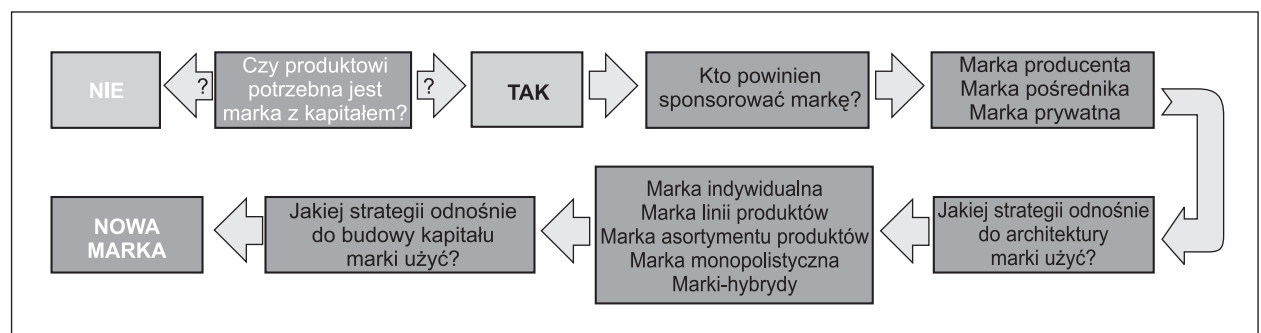 NIE
?
Czy produktowi
potrzebna jest
marka z kapitałem?
?
TAK
Kto powinien
sponsorować markę?
Marka producenta
Marka pośrednika
Marka prywatna
Jakiej strategii odnośnie
do architektury
marki użyć?
Marka indywidualna
Marka linii produktów
Marka asortymentu produktów
Marka monopolistyczna
Marki-hybrydy
Jakiej strategii odnośnie
do budowy kapitału
marki użyć?
NOWA
MARKA